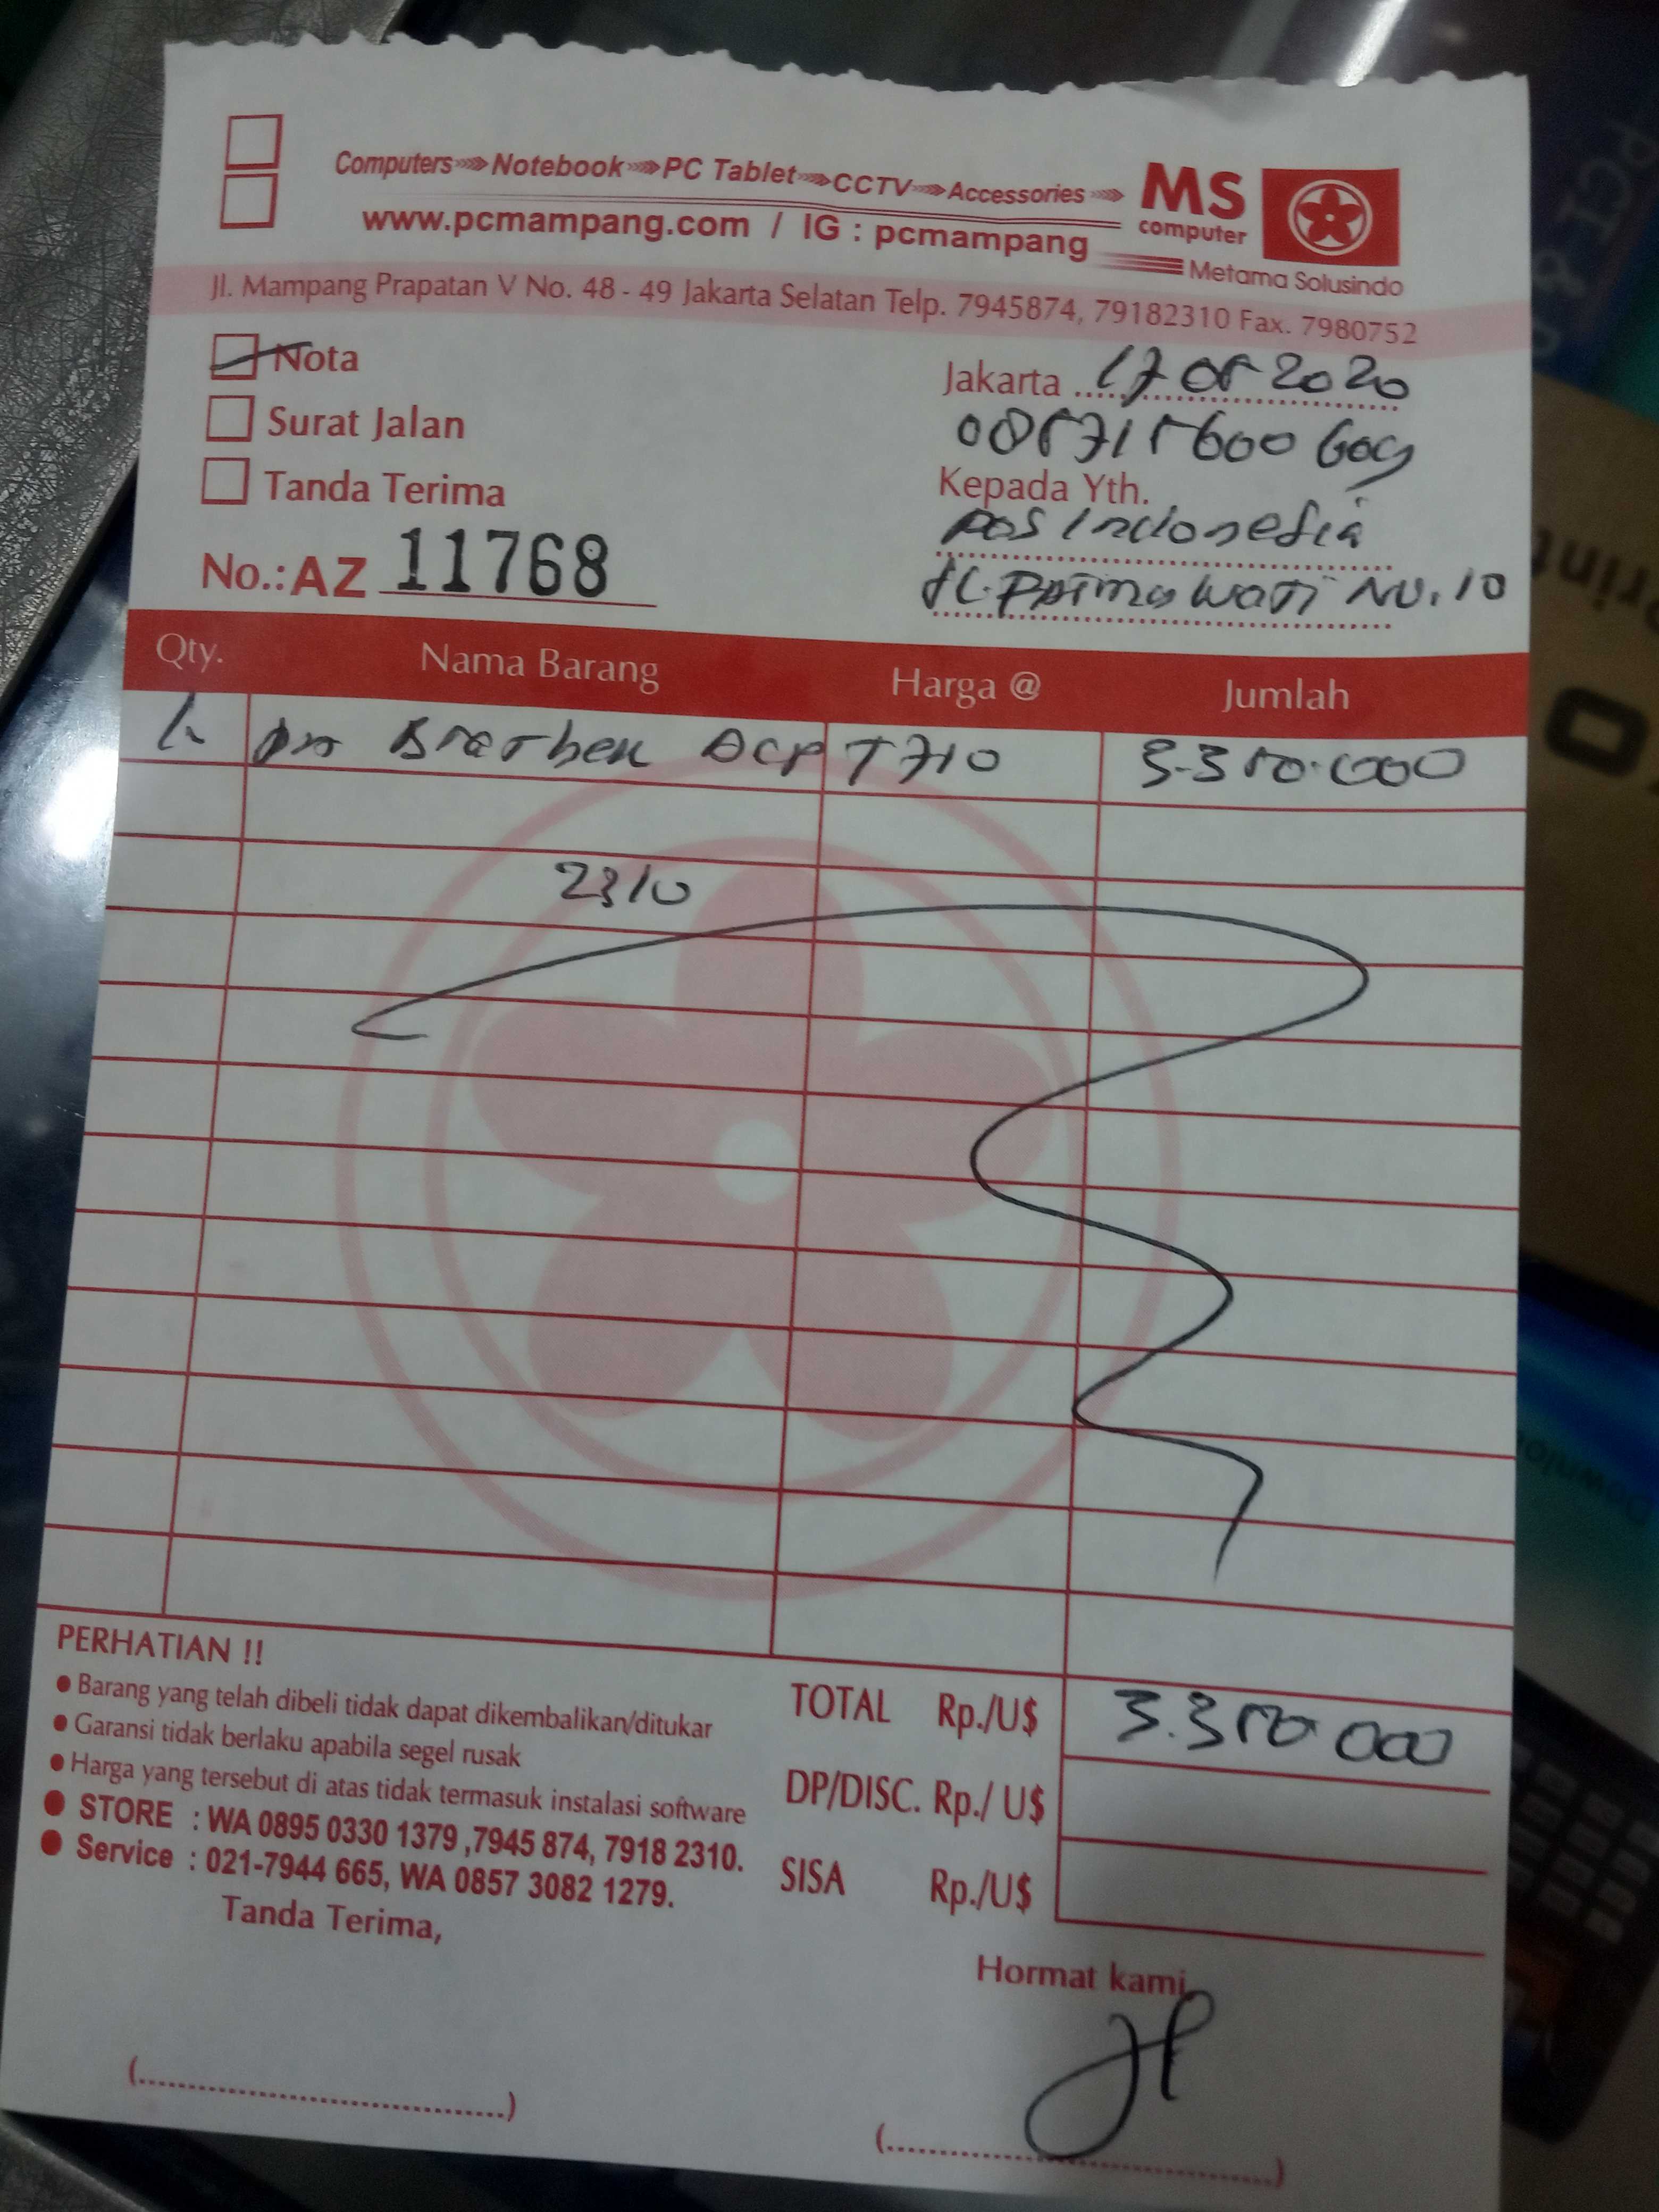 Computers Notebook PC Tablet CCTV Accessories
MS
computer
www.pcmampang.com / IG : pcmampang
Metama Solusindo
Jl. Mampang Prapatan V No. 48 - 49 Jakarta Selatan Telp. 7945874, 79182310 Fax. 7980752
Nota
Jakarta 17 05 2020
Surat Jalan
Kepada Yth.
Tanda Terima
Pos Indonesia
No.: AZ 11768
No. 10
Qty. Nama Barang Harga @ Jumlah
1 DCP T710 3.350.000
2310
PERHATIAN !!
• Barang yang telah dibeli tidak dapat dikembalikan/ditukar
• Garansi tidak berlaku apabila segel rusak
• Harga yang tersebut di atas tidak termasuk instalasi software
• STORE : WA 0895 0330 1379 ,7945 874, 7918 2310.
• Service : 021-7944 665, WA 0857 3082 1279.
TOTAL Rp./U$ 3.350.000
DP/DISC. Rp./ U$
SISA Rp./U$
Tanda Terima,
Hormat kami,